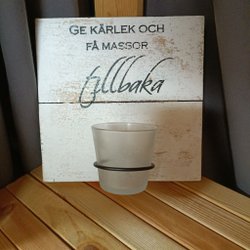 GE KÄRLEK OCH
FÅ MASSOR
tillbaka